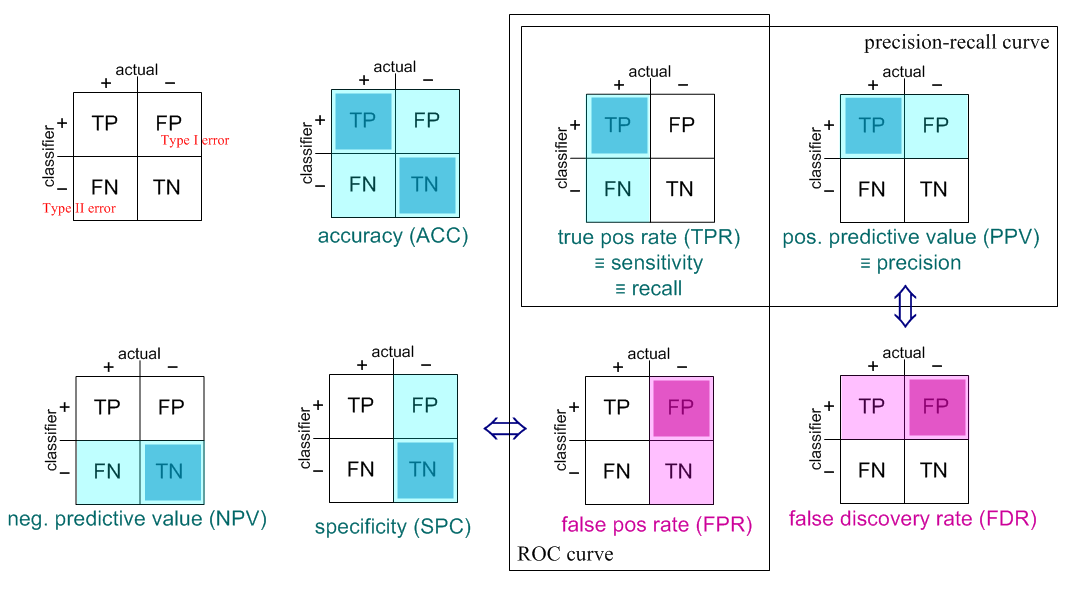 precision-recall curve
actual
+ −
classifier
+ TP FP
Type I error
− FN TN
Type II error
actual
+ −
classifier
+ TP FP
− FN TN
accuracy (ACC)
actual
+ −
classifier
+ TP FP
− FN TN
true pos rate (TPR)
≡ sensitivity
≡ recall
actual
+ −
classifier
+ TP FP
− FN TN
pos. predictive value (PPV)
≡ precision
actual
+ −
classifier
+ TP FP
− FN TN
neg. predictive value (NPV)
actual
+ −
classifier
+ TP FP
− FN TN
specificity (SPC)
actual
+ −
classifier
+ TP FP
− FN TN
false pos rate (FPR)
ROC curve
actual
+ −
classifier
+ TP FP
− FN TN
false discovery rate (FDR)